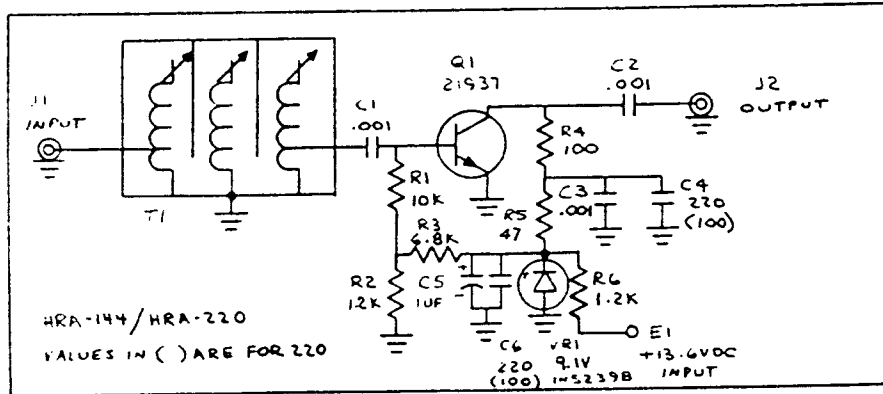 J1
INPUT
T1
C1
.001
Q1
21937
C2
.001
J2
OUTPUT
R4
100
R1
10K
R3
6.8K
R5
47
C3
.001
C4
220
(100)
R2
1.2K
C5
1UF
+
-
+
R6
1.2K
E1
+13.6VDC
INPUT
C6
220
(100)
VR1
9.1V
1N5239B
HRA-144/HRA-220
VALUES IN ( ) ARE FOR 220